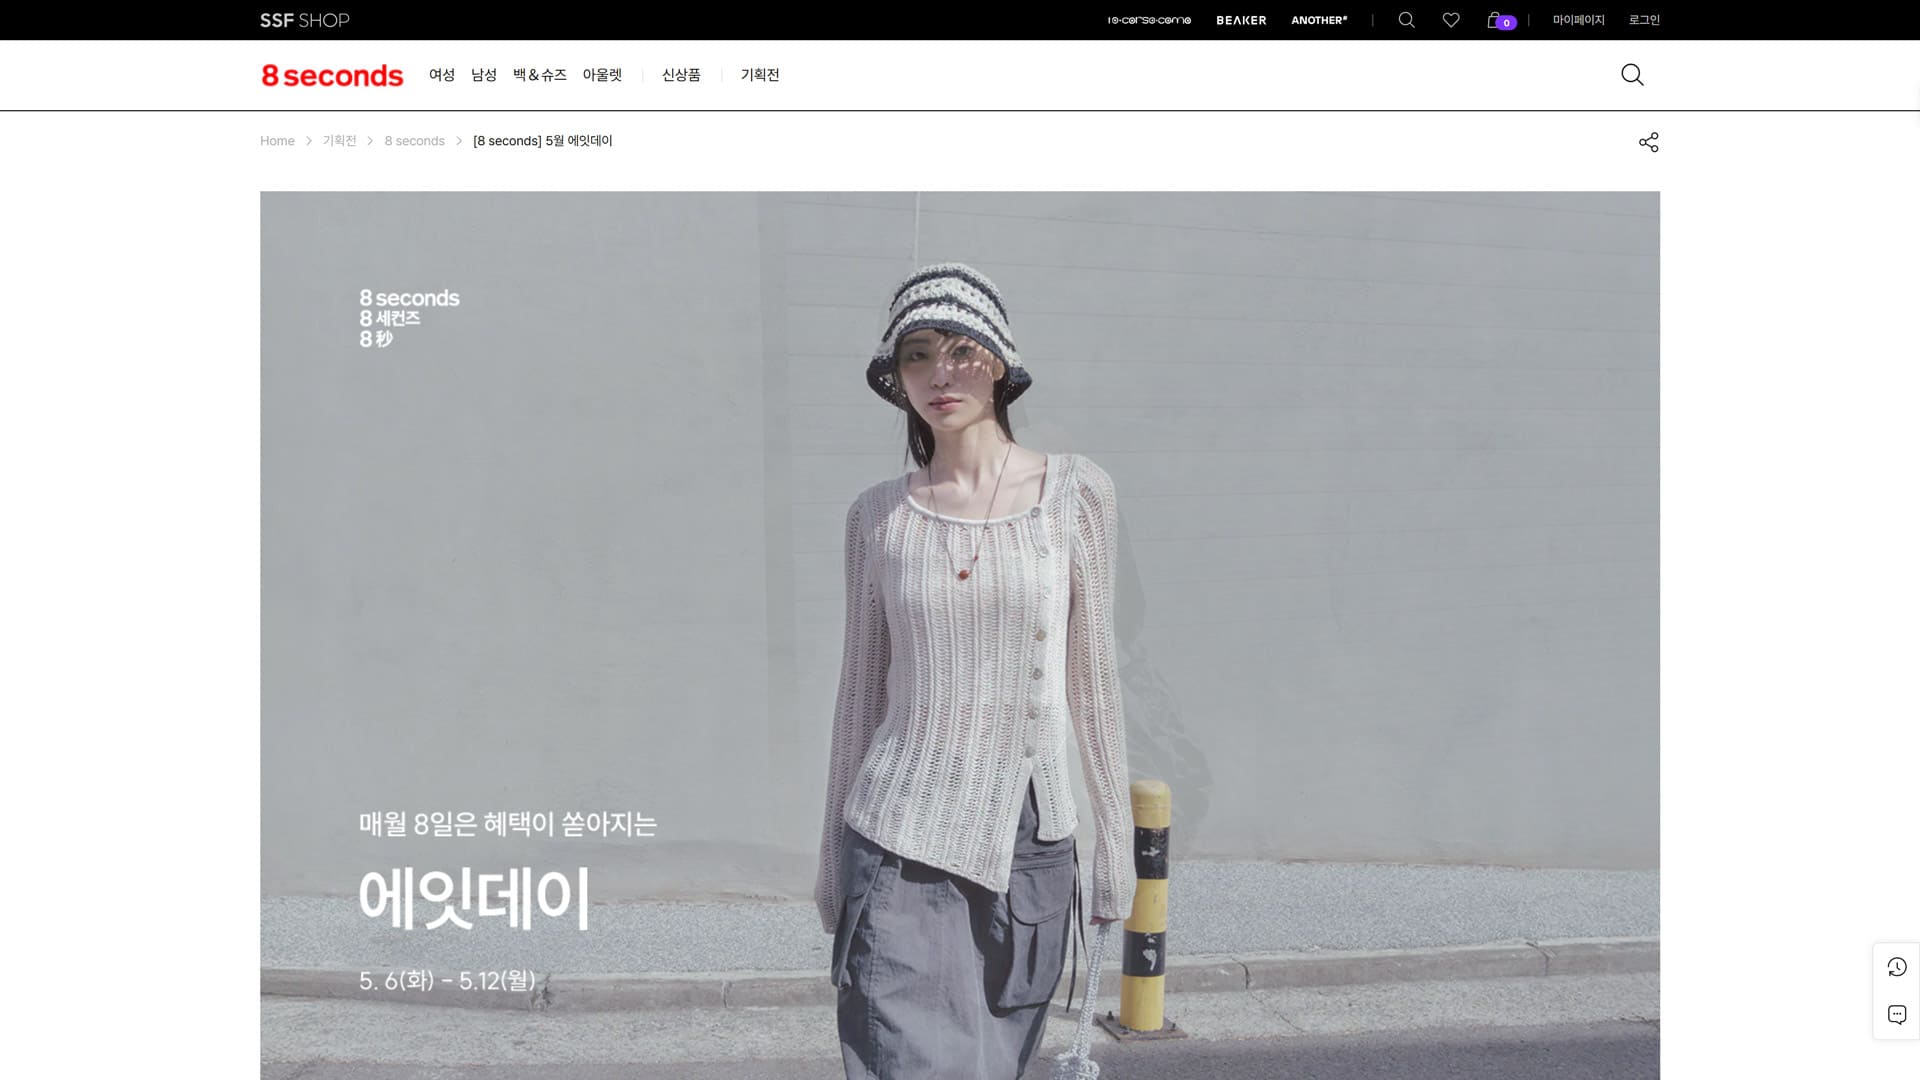 SSF SHOP
10·corso·como
BEAKER
ANOTHER#
0
마이페이지
로그인
8 seconds
여성
남성
백&슈즈
아울렛
신상품
기획전
Home > 기획전 > 8 seconds > [8 seconds] 5월 에잇데이
8 seconds
8 세컨즈
8 秒
매월 8일은 혜택이 쏟아지는
에잇데이
5. 6(화) - 5.12(월)